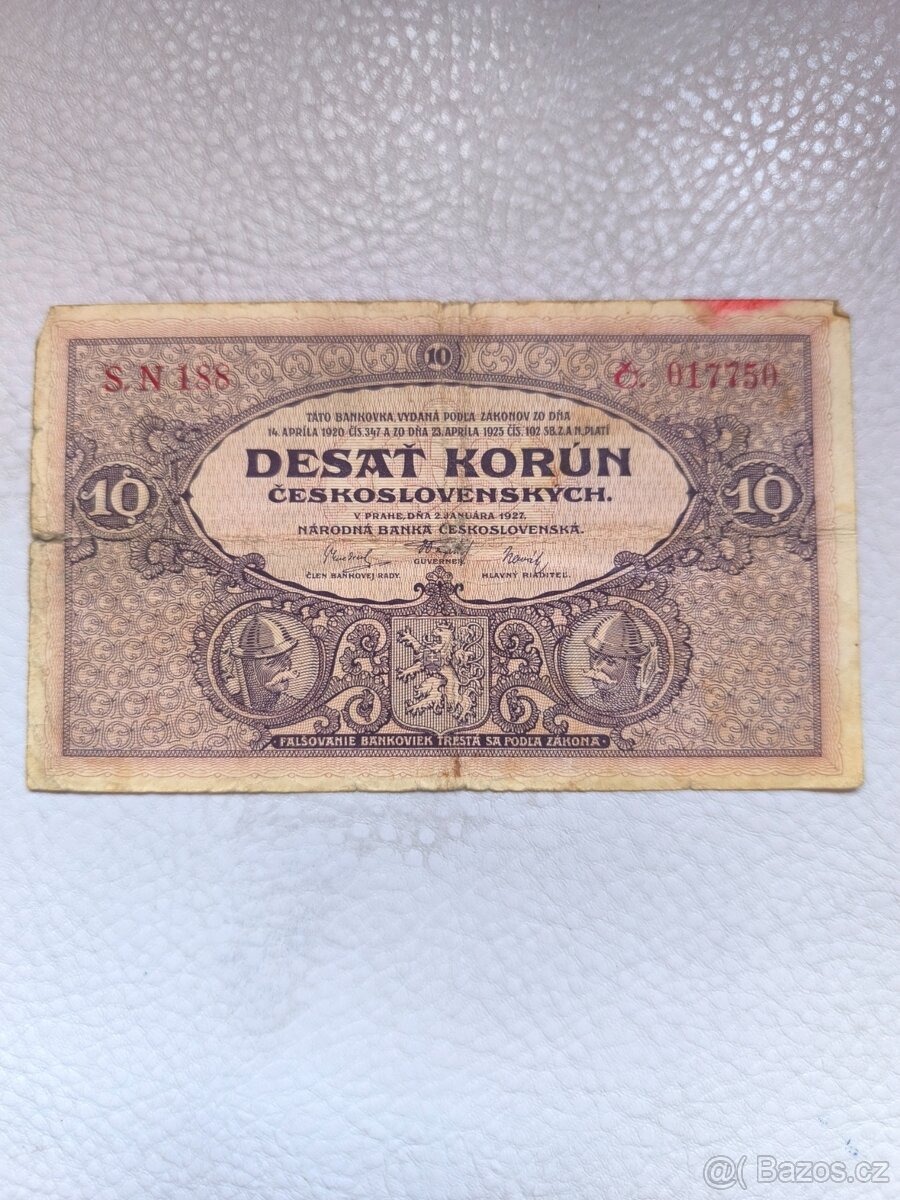 10
S. N 188
Č. 017750
TÁTO BANKOVKA, VYDANÁ PODĽA ZÁKONOV ZO DŇA
14. APRÍLA 1920 ČÍS. 347 A ZO DŇA 23. APRÍLA 1925 ČÍS. 102 SB. Z. A N. PLATÍ
DESAŤ KORÚN
ČESKOSLOVENSKÝCH.
V PRAHE, DŇA 2. JANUÁRA 1927.
NÁRODNÁ BANKA ČESKOSLOVENSKÁ.
10
10
GUVERNER.
ČLEN BANKOVEJ RADY.
HLAVNÝ RIADITEĽ.
FALŠOVANIE BANKOVIEK TRESTÁ SA PODĽA ZÁKONA
@( Bazos.cz